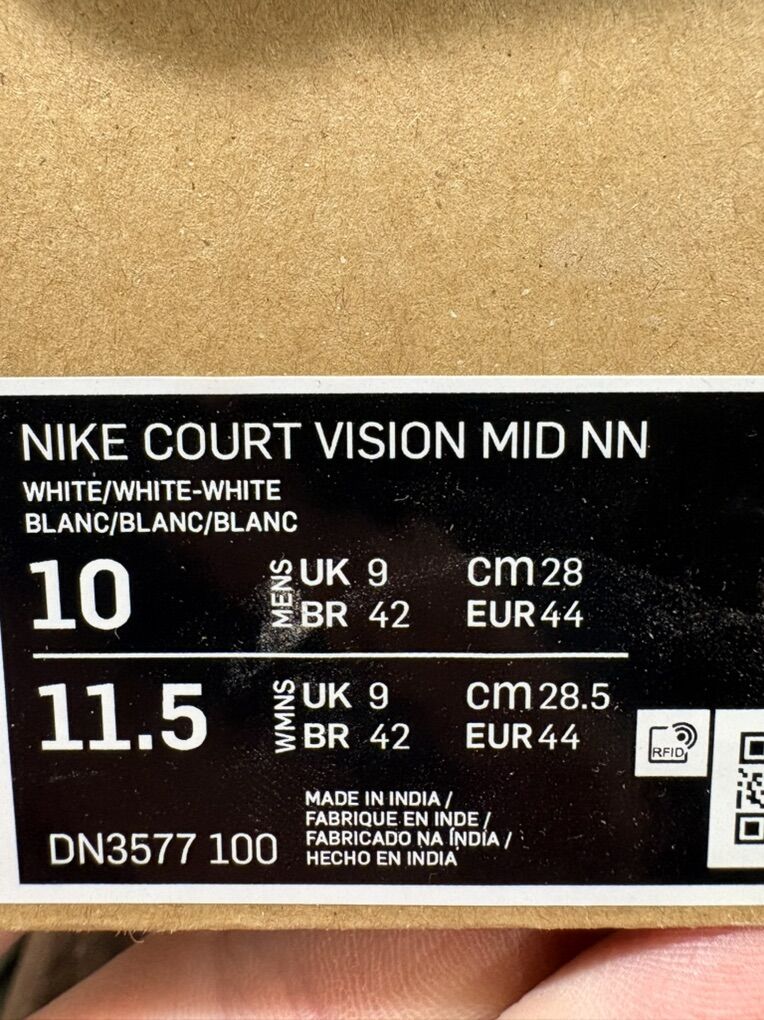 NIKE COURT VISION MID NN
WHITE/WHITE-WHITE
BLANC/BLANC/BLANC
10 MENS UK 9 CM 28
BR 42 EUR 44
11.5 WMNS UK 9 CM 28.5
BR 42 EUR 44
RFID
MADE IN INDIA /
FABRIQUE EN INDE /
FABRICADO NA ÍNDIA /
HECHO EN INDIA
DN3577 100